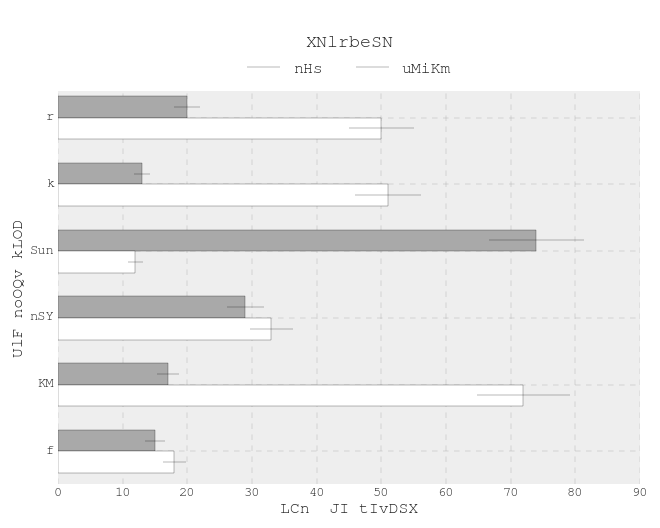 XNlrbeSN
nHs uMiKm
r
k
Sun
nSY
KM
f
UlF noOQv kLOD
0 10 20 30 40 50 60 70 80 90
LCn JI tIvDSX